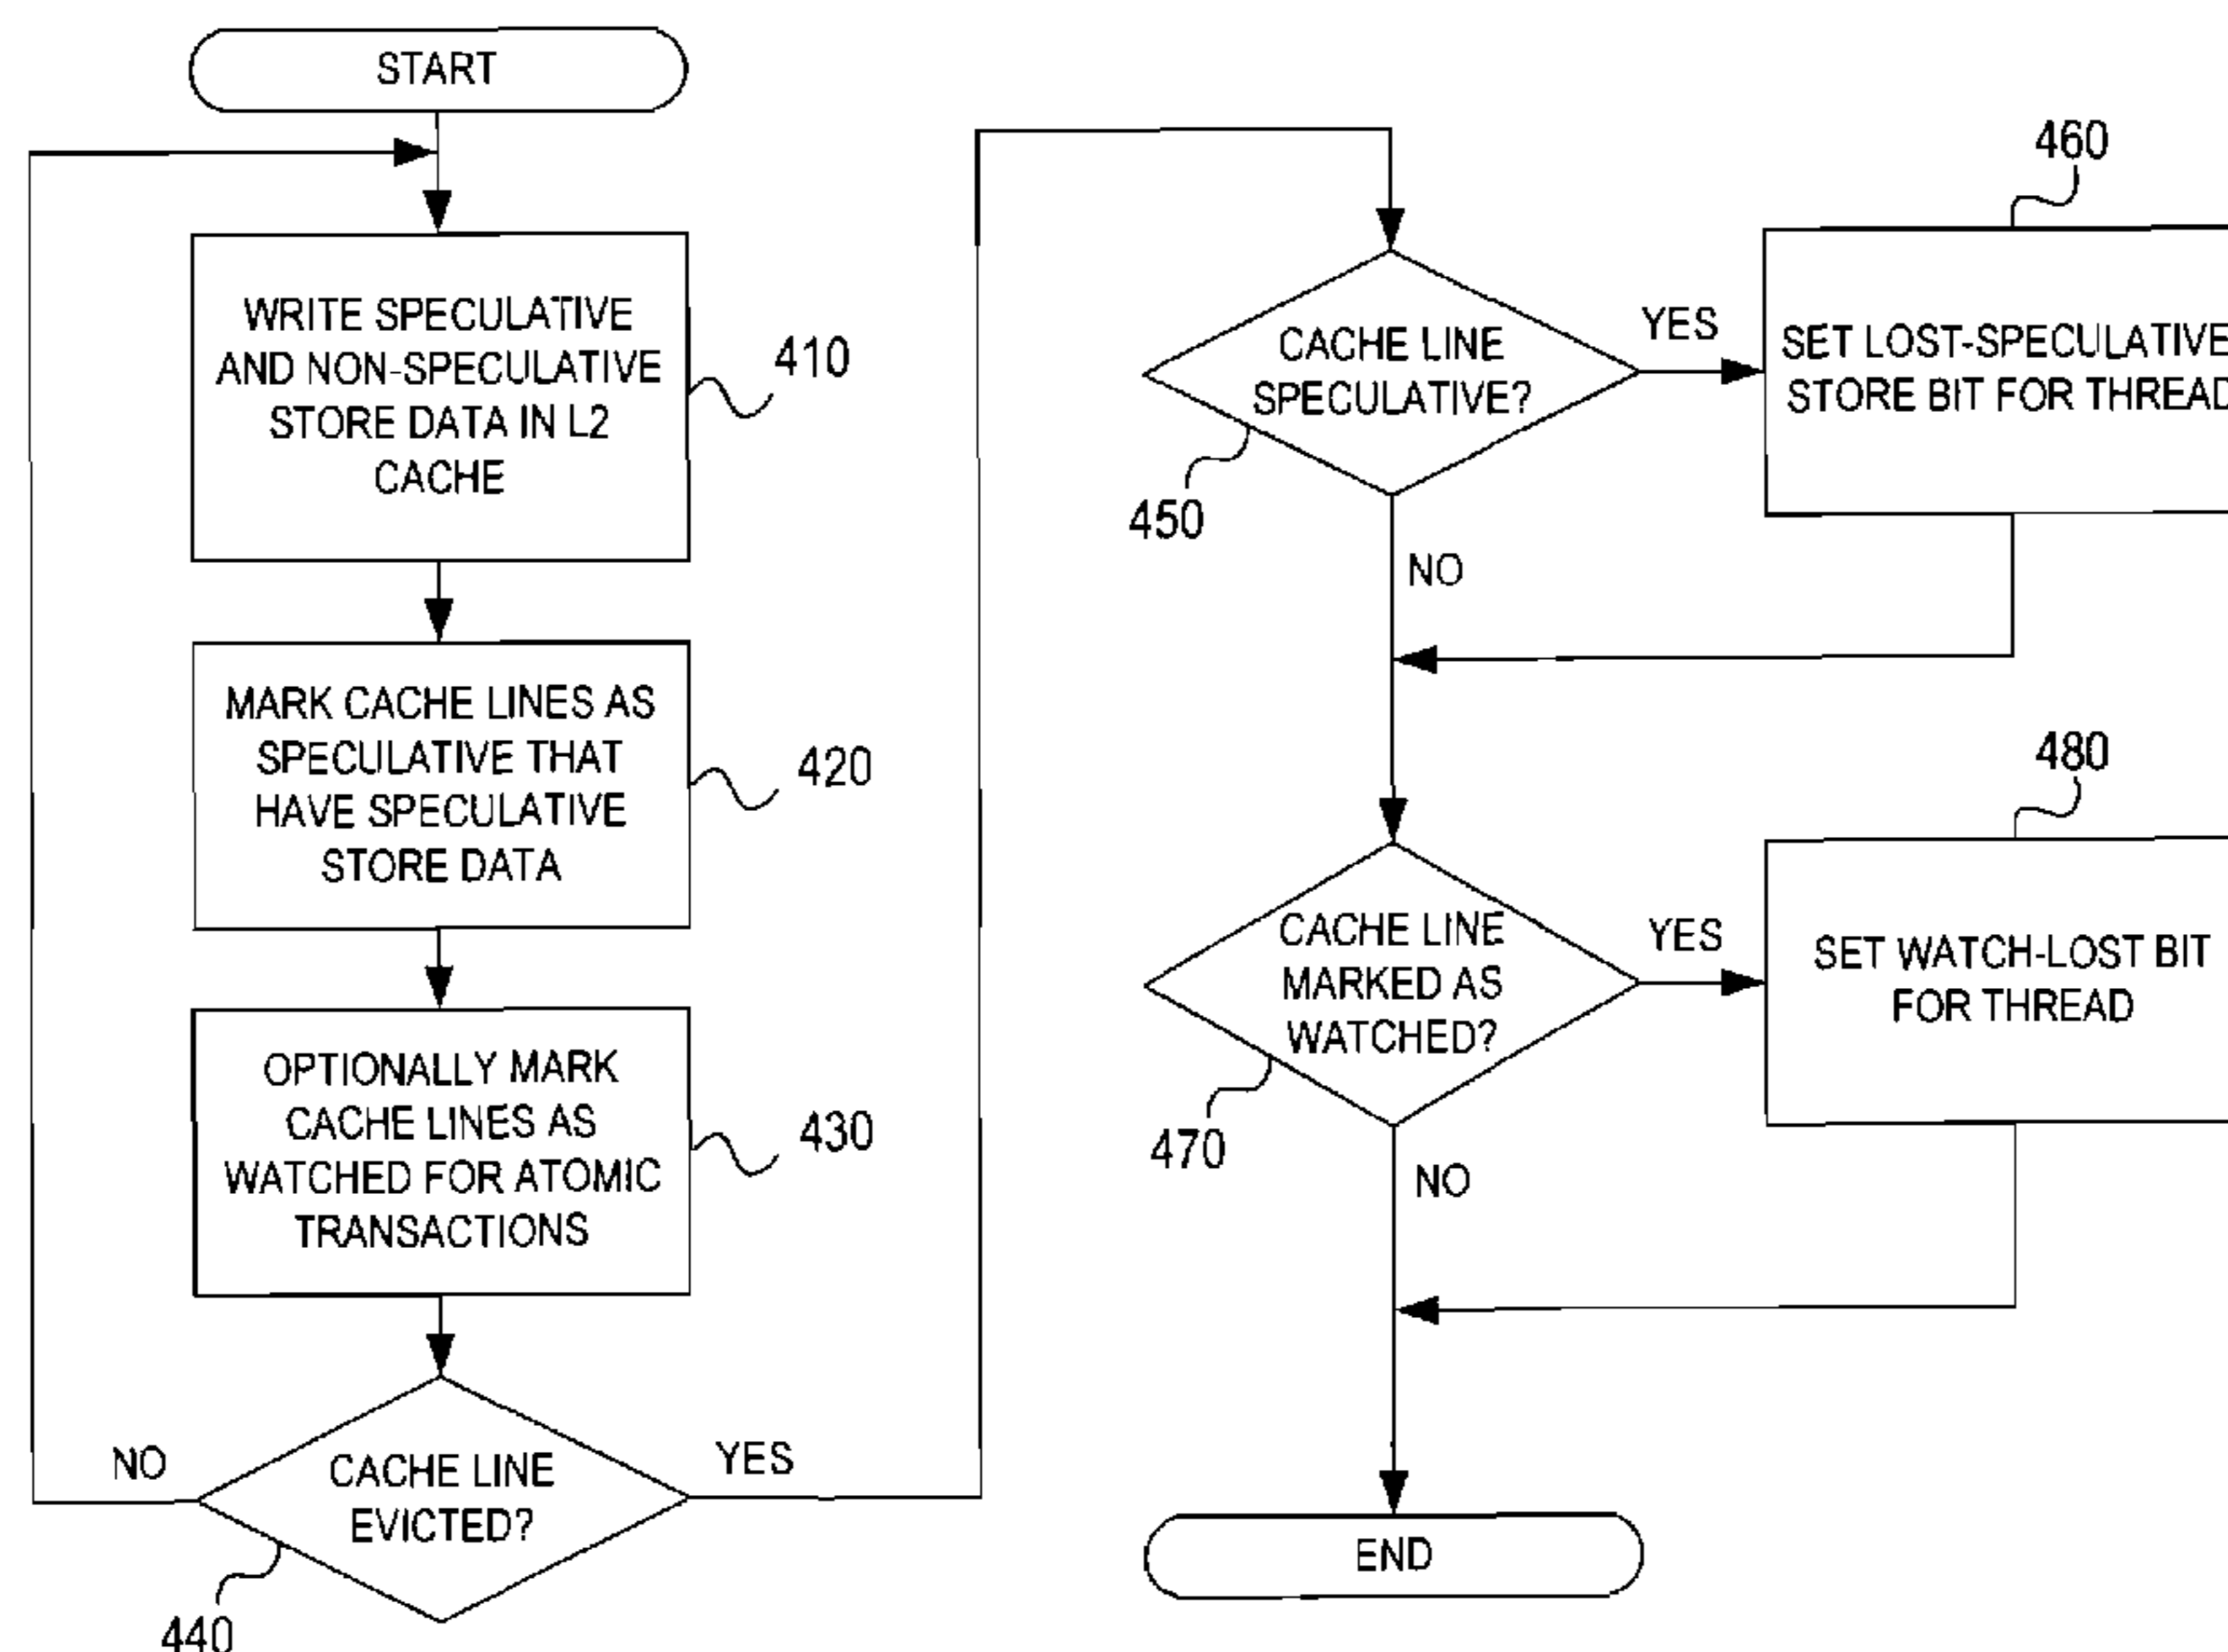 START
WRITE SPECULATIVE
AND NON-SPECULATIVE
STORE DATA IN L2
CACHE
410
MARK CACHE LINES AS
SPECULATIVE THAT
HAVE SPECULATIVE
STORE DATA
420
OPTIONALLY MARK
CACHE LINES AS
WATCHED FOR ATOMIC
TRANSACTIONS
430
NO
CACHE LINE
EVICTED?
YES
440
CACHE LINE
SPECULATIVE?
YES
450
NO
460
SET LOST-SPECULATIVE
STORE BIT FOR THREAD
CACHE LINE
MARKED AS
WATCHED?
YES
470
NO
480
SET WATCH-LOST BIT
FOR THREAD
END